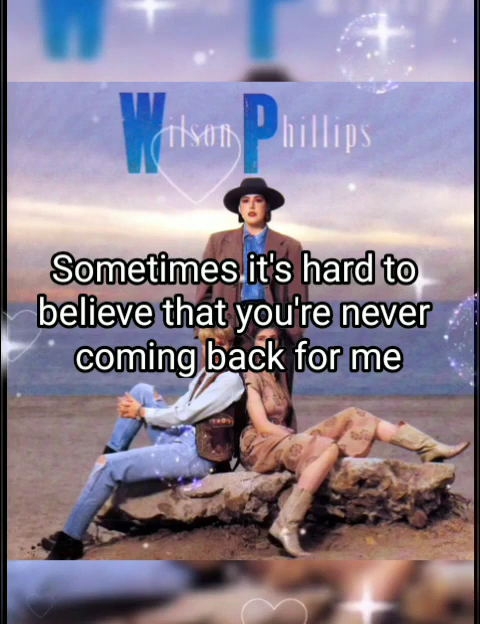 Wilson Phillips
Sometimes it's hard to
believe that you're never
coming back for me